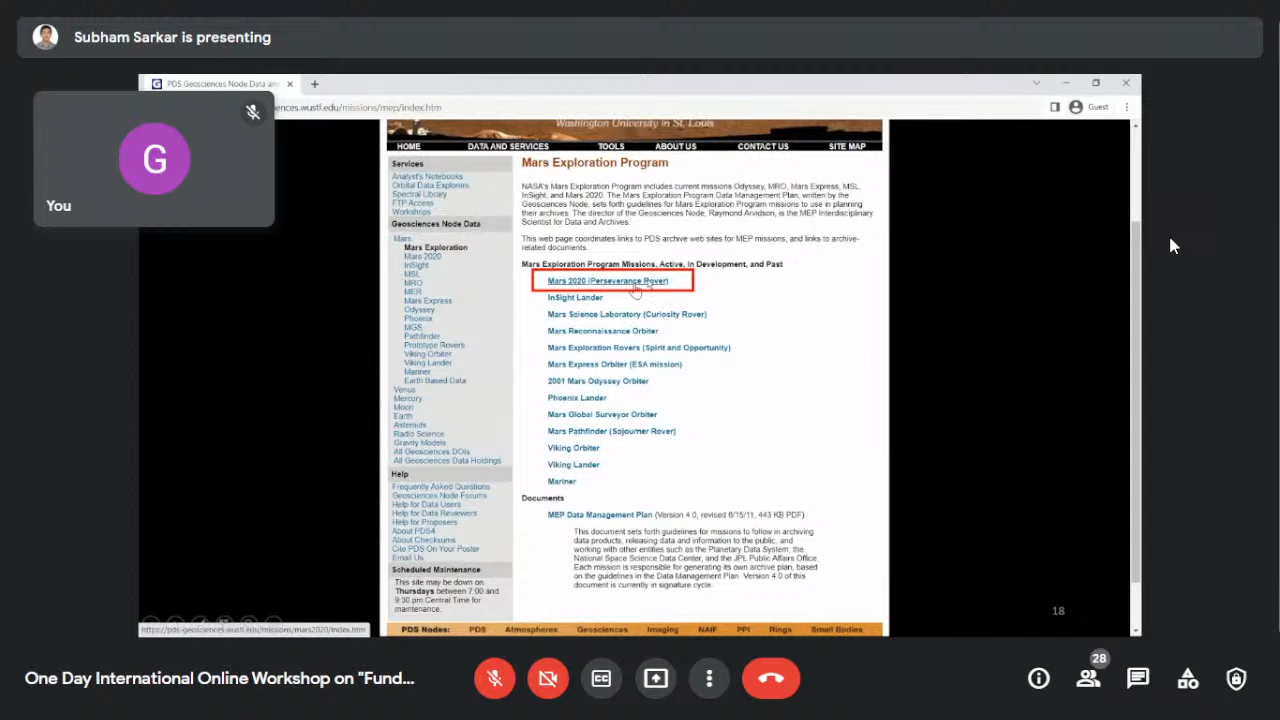 Subham Sarkar is presenting
PDS Geosciences Node Data an
ences.wustl.edu/missions/mep/index.htm
Guest
G
You
Washington University in St. Louis
HOME DATA AND SERVICES TOOLS ABOUT US CONTACT US SITE MAP
Services
Analyst's Notebooks
Orbital Data Explorers
Spectral Library
FTP Access
Workshops
Geosciences Node Data
Mars
Mars Exploration
Mars 2020
InSight
MSL
MRO
MER
Mars Express
Odyssey
Phoenix
MGS
Pathfinder
Prototype Rovers
Viking Orbiter
Viking Lander
Mariner
Earth Based Data
Venus
Mercury
Moon
Earth
Asteroids
Radio Science
Gravity Models
All Geosciences DOIs
All Geosciences Data Holdings
Help
Frequently Asked Questions
Geosciences Node Forums
Help for Data Users
Help for Data Reviewers
Help for Proposers
About PDS4
About Checksums
Cite PDS On Your Poster
Email Us
Scheduled Maintenance
This site may be down on
Thursdays between 7:00 and
9:30 pm Central Time for
maintenance.
Mars Exploration Program
NASA's Mars Exploration Program includes current missions Odyssey, MRO, Mars Express, MSL,
InSight, and Mars 2020. The Mars Exploration Program Data Management Plan, written by the
Geosciences Node, sets forth guidelines for Mars Exploration Program missions to use in planning
their archives. The director of the Geosciences Node, Raymond Arvidson, is the MEP Interdisciplinary
Scientist for Data and Archives.
This web page coordinates links to PDS archive web sites for MEP missions, and links to archive-
related documents.
Mars Exploration Program Missions, Active, in Development, and Past
Mars 2020 (Perseverance Rover)
InSight Lander
Mars Science Laboratory (Curiosity Rover)
Mars Reconnaissance Orbiter
Mars Exploration Rovers (Spirit and Opportunity)
Mars Express Orbiter (ESA mission)
2001 Mars Odyssey Orbiter
Phoenix Lander
Mars Global Surveyor Orbiter
Mars Pathfinder (Sojourner Rover)
Viking Orbiter
Viking Lander
Mariner
Documents
MEP Data Management Plan (Version 4.0, revised 6/15/11, 443 KB PDF)
This document sets forth guidelines for missions to follow in archiving
data products, releasing data and information to the public, and
working with other entities such as the Planetary Data System, the
National Space Science Data Center, and the JPL Public Affairs Office.
Each mission is responsible for generating its own archive plan, based
on the guidelines in the Data Management Plan. Version 4.0 of this
document is currently in signature cycle.
18
https://pds-geosciences.wustl.edu/missions/mars2020/index.htm
PDS Nodes: PDS Atmospheres Geosciences Imaging NAIF PPI Rings Small Bodies
One Day International Online Workshop on "Fund...
CC
28